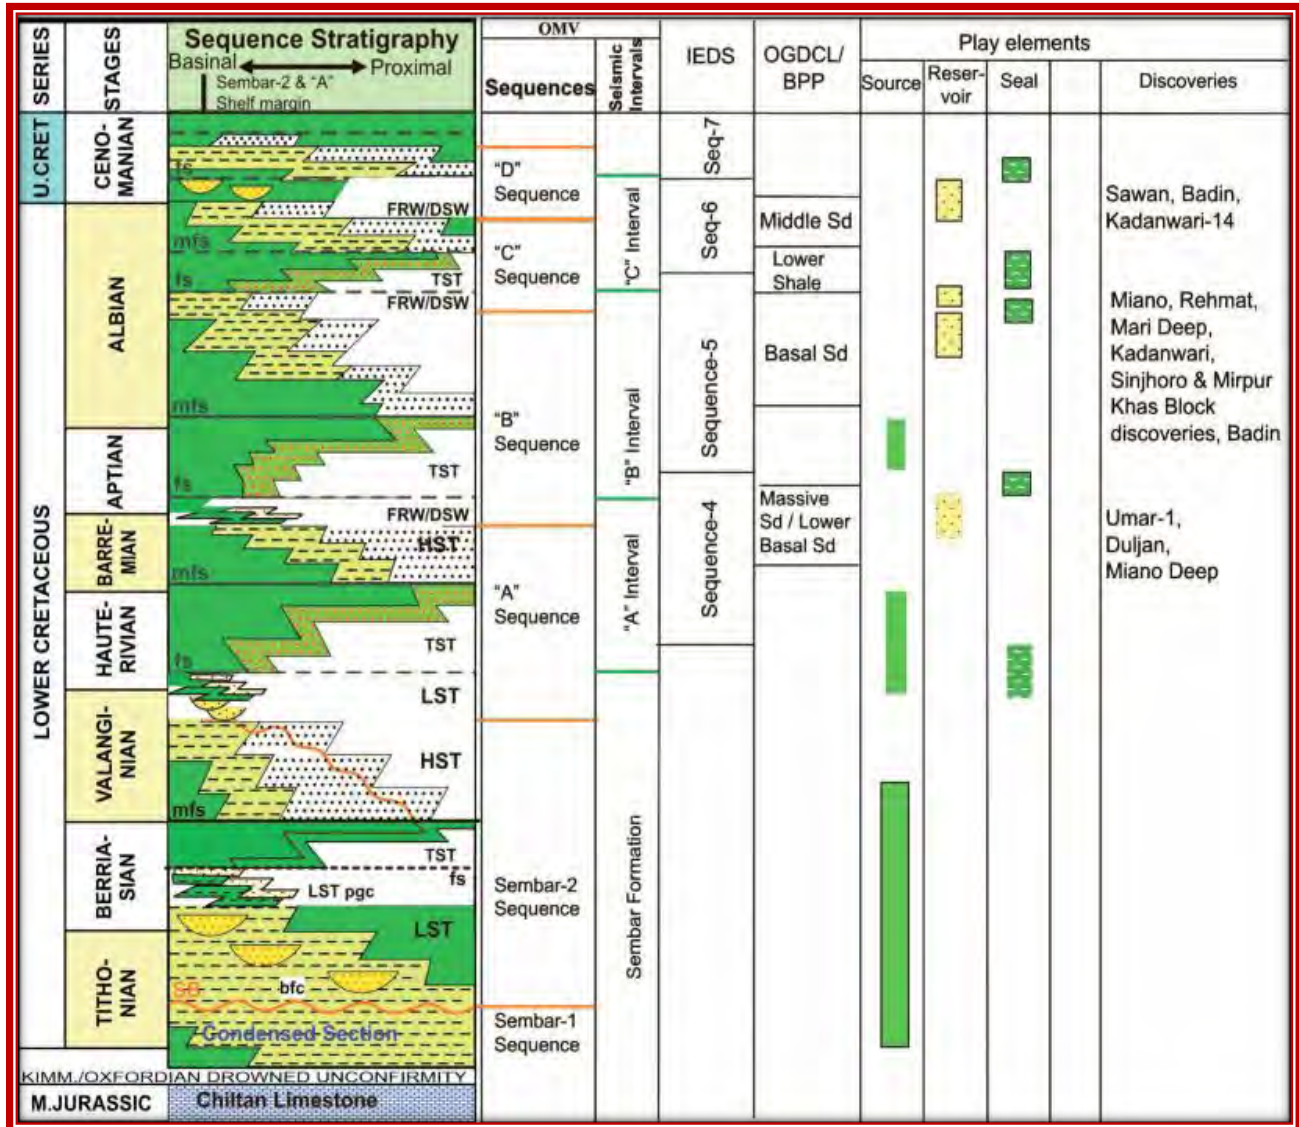 SERIES
STAGES
Sequence Stratigraphy
Basinal
Proximal
Sembar-2 & "A"
Shelf margin
OMV
Sequences
Seismic
Intervals
IEDS
OGDCL/
BPP
Play elements
Source
Reser-
voir
Seal
Discoveries
U.CRET
LOWER CRETACEOUS
CENO-
MANIAN
ALBIAN
APTIAN
BARRE-
MIAN
HAUTE-
RIVIAN
VALANGI-
NIAN
BERRIA-
SIAN
TITHO-
NIAN
fs
FRW/DSW
mfs
fs
TST
FRW/DSW
mfs
TST
fs
FRW/DSW
HST
mfs
TST
fs
LST
HST
mfs
TST
fs
LST pgc
LST
bfc
SB
Condensed Section
KIMM./OXFORDIAN DROWNED UNCONFIRMITY
M.JURASSIC
Chiltan Limestone
"D"
Sequence
"C"
Sequence
"B"
Sequence
"A"
Sequence
Sembar-2
Sequence
Sembar-1
Sequence
"C" Interval
"B" Interval
"A" Interval
Sembar Formation
Seq-7
Seq-6
Sequence-5
Sequence-4
Middle Sd
Lower
Shale
Basal Sd
Massive
Sd / Lower
Basal Sd
Sawan, Badin,
Kadanwari-14
Miano, Rehmat,
Mari Deep,
Kadanwari,
Sinjhoro & Mirpur
Khas Block
discoveries, Badin
Umar-1,
Duljan,
Miano Deep